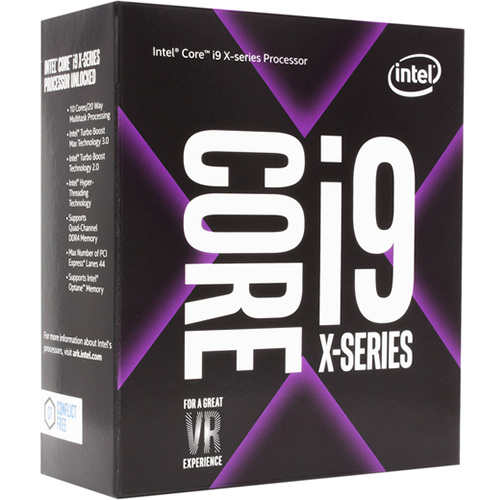 INTEL® CORE™ i9 X-SERIES
PROCESSOR UNLOCKED
• 10 Cores/20 Way
Multitask Processing
• Intel® Turbo Boost
Max Technology 3.0
• Intel® Turbo Boost
Technology 2.0
• Intel® Hyper-
Threading
Technology
• Supports
Quad-Channel
DDR4 Memory
• Max Number of PCI
Express® Lanes 44
• Supports Intel®
Optane™ Memory
For more information about Intel's
processors, visit ark.intel.com
CF
CONFLICT
FREE
Intel® Core™ i9 X-series Processor
intel®
CORE i9
X-SERIES
FOR A GREAT
VR
EXPERIENCE